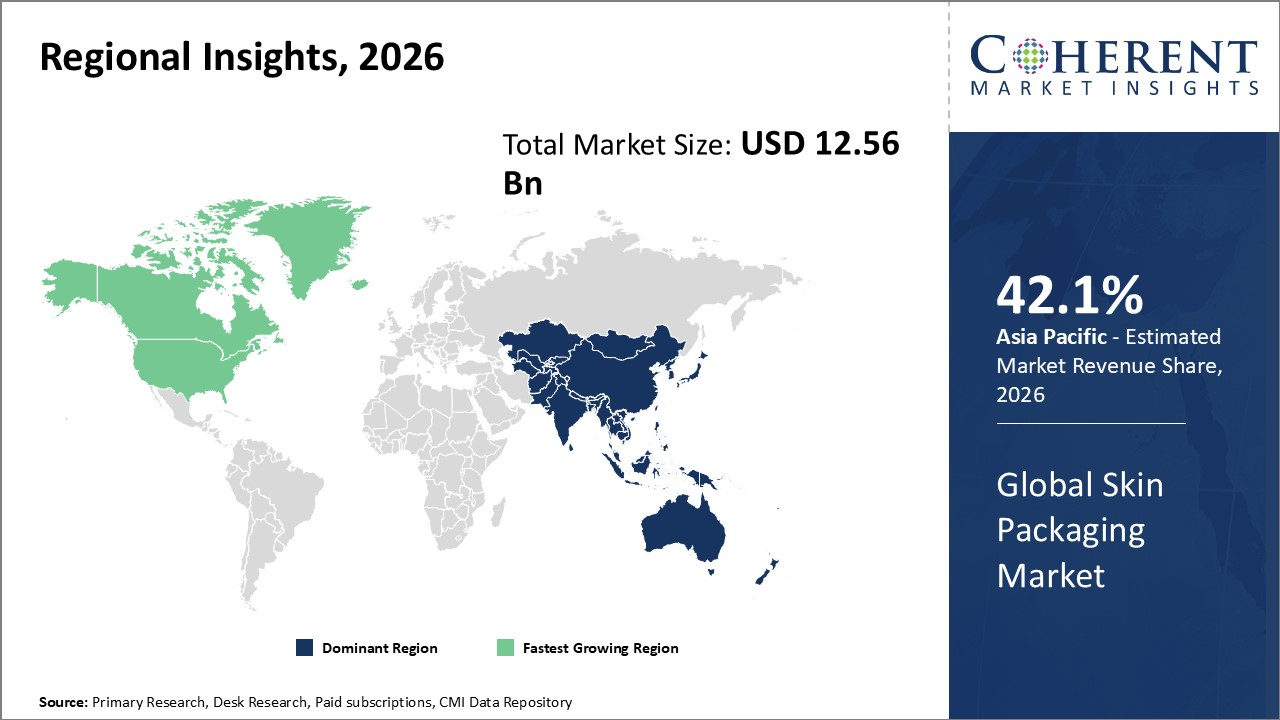 Regional Insights, 2026
Total Market Size: USD 12.56
Bn
Dominant Region
Fastest Growing Region
Source: Primary Research, Desk Research, Paid subscriptions, CMI Data Repository
COHERENT
MARKET INSIGHTS
42.1%
Asia Pacific - Estimated
Market Revenue Share,
2026
Global Skin
Packaging
Market